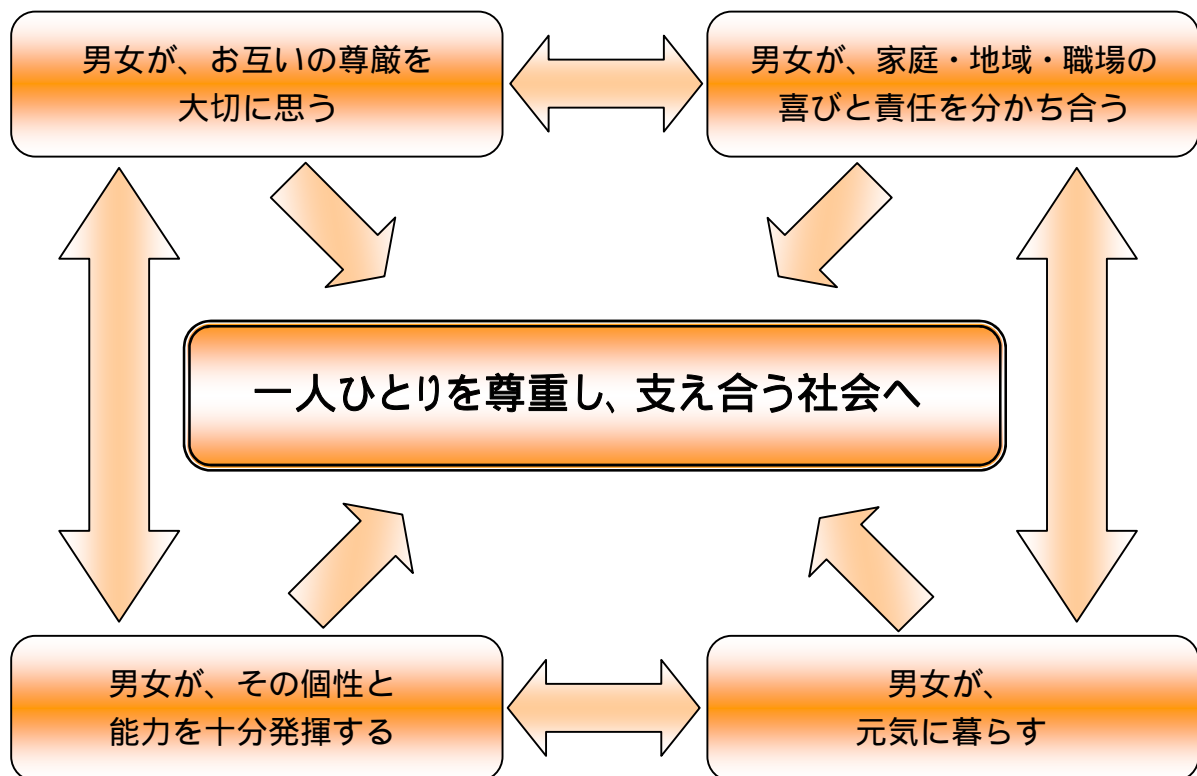 男女が、お互いの尊厳を
大切に思う
男女が、家庭・地域・職場の
喜びと責任を分かち合う
一人ひとりを尊重し、支え合う社会へ
男女が、その個性と
能力を十分発揮する
男女が、
元気に暮らす